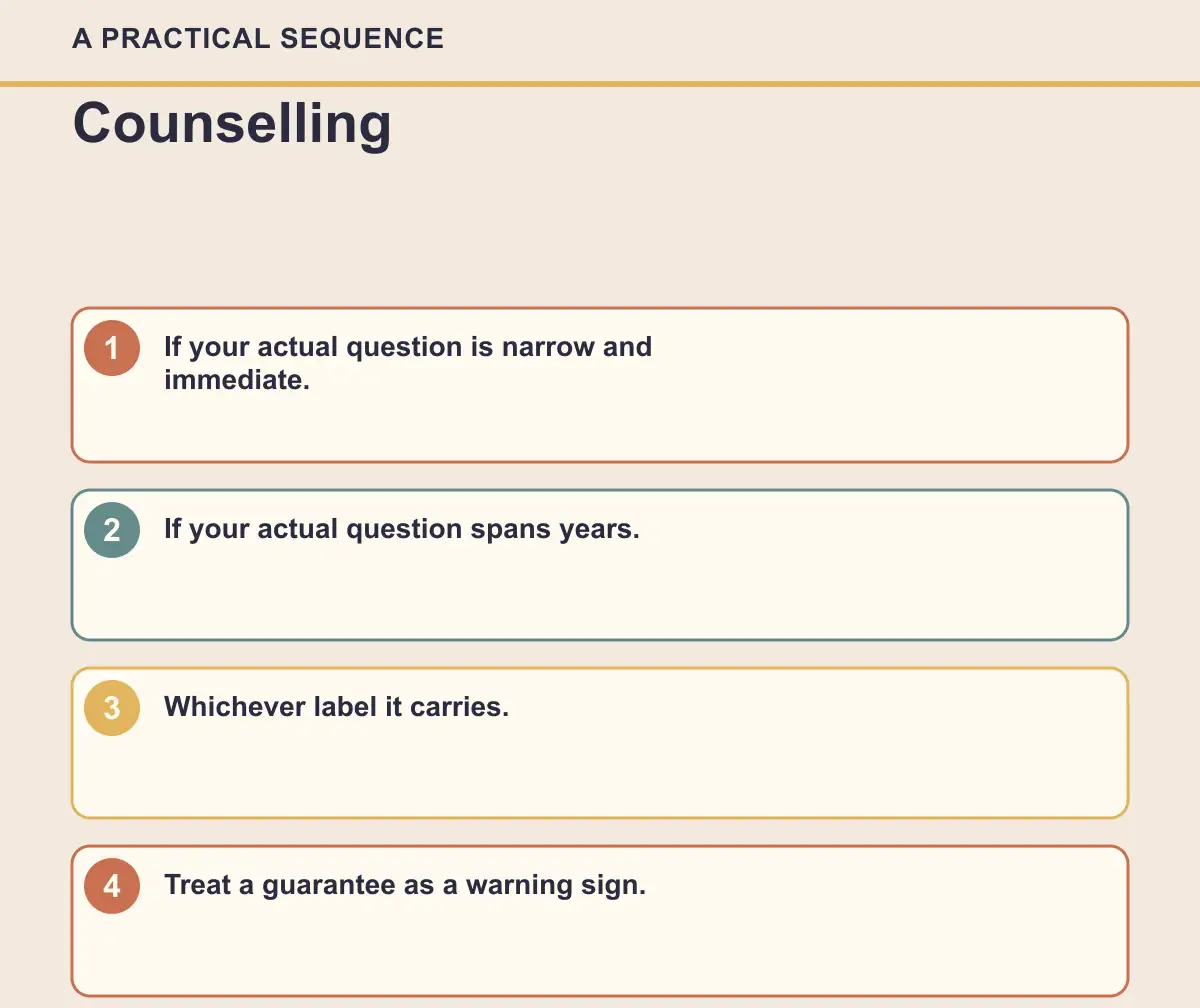 A PRACTICAL SEQUENCE
Counselling
1
If your actual question is narrow and
immediate.
2
If your actual question spans years.
3
Whichever label it carries.
4
Treat a guarantee as a warning sign.